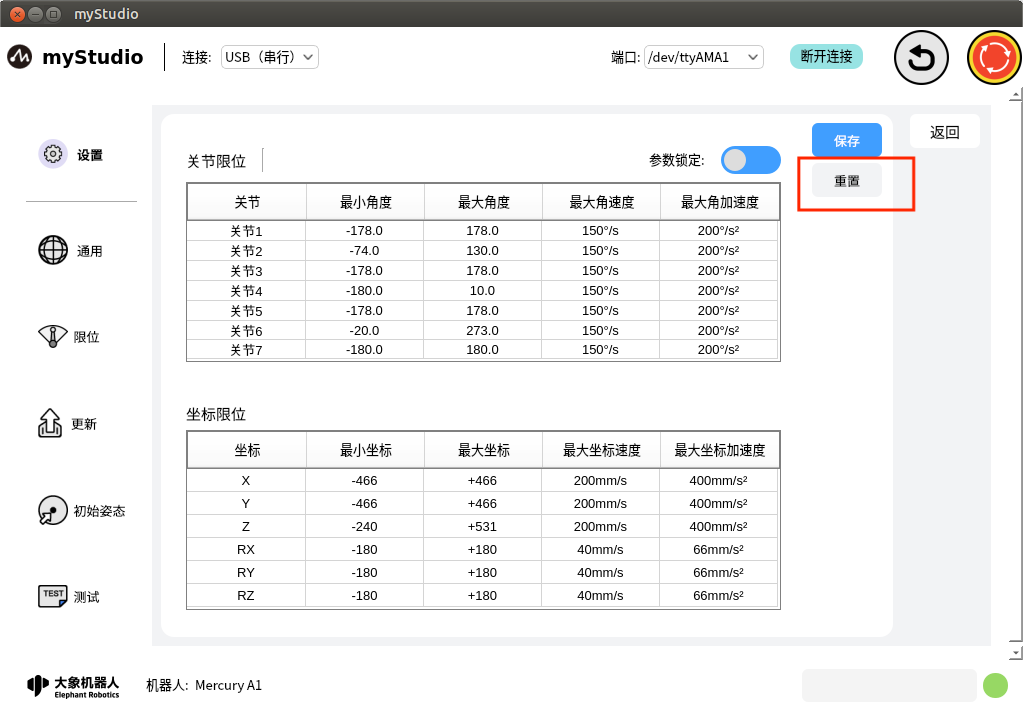 myStudio
myStudio 连接: USB（串行） 端口: /dev/ttyAMA1 断开连接
设置
通用
限位
更新
初始姿态
TEST 测试
关节限位 参数锁定: 保存 返回
重置
关节 最小角度 最大角度 最大角速度 最大角加速度
关节1 -178.0 178.0 150°/s 200°/s²
关节2 -74.0 130.0 150°/s 200°/s²
关节3 -178.0 178.0 150°/s 200°/s²
关节4 -180.0 10.0 150°/s 200°/s²
关节5 -178.0 178.0 150°/s 200°/s²
关节6 -20.0 273.0 150°/s 200°/s²
关节7 -180.0 180.0 150°/s 200°/s²
坐标限位
坐标 最小坐标 最大坐标 最大坐标速度 最大坐标加速度
X -466 +466 200mm/s 400mm/s²
Y -466 +466 200mm/s 400mm/s²
Z -240 +531 200mm/s 400mm/s²
RX -180 +180 40mm/s 66mm/s²
RY -180 +180 40mm/s 66mm/s²
RZ -180 +180 40mm/s 66mm/s²
大象机器人
Elephant Robotics
机器人: Mercury A1